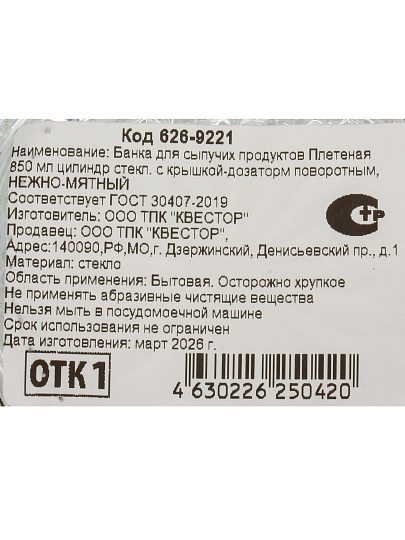 Код 626-9221
Наименование: Банка для сыпучих продуктов Плетеная
850 мл цилиндр стекл. с крышкой-дозаторм поворотным,
НЕЖНО-МЯТНЫЙ
Соответствует ГОСТ 30407-2019
Изготовитель: ООО ТПК "КВЕСТОР"
Продавец: ООО ТПК "КВЕСТОР",
Адрес:140090,РФ,МО,г. Дзержинский, Денисьевский пр., д.1
Материал: стекло
Область применения: Бытовая. Осторожно хрупкое
Не применять абразивные чистящие вещества
Нельзя мыть в посудомоечной машине
Срок использования не ограничен
Дата изготовления: март 2026 г.
ОТК 1
4 630226 250420